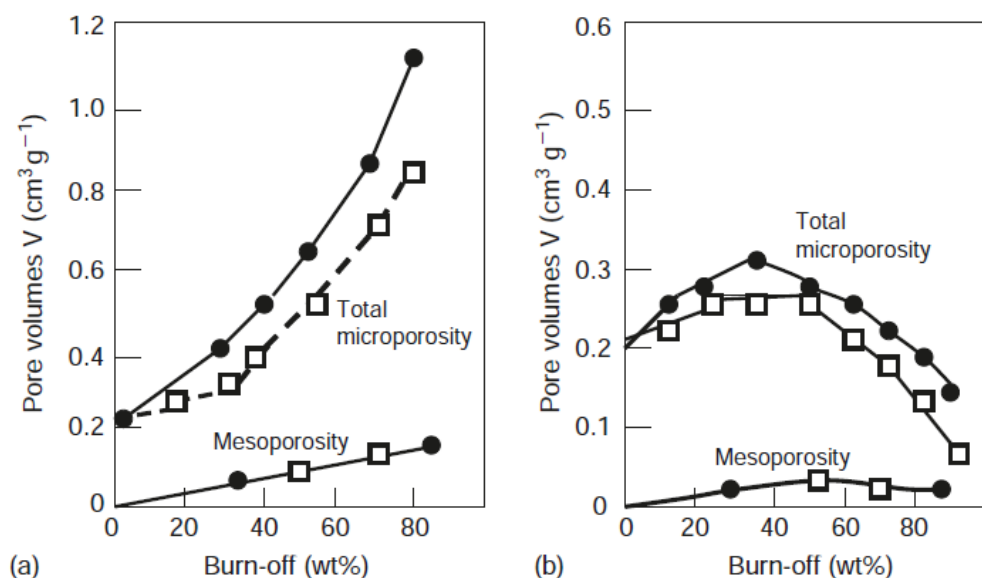 1.2
1.0
0.8
0.6
0.4
0.2
0
Pore volumes V (cm³ g⁻¹)
Total
microporosity
Mesoporosity
0 20 40 60 80
(a) Burn-off (wt%)
0.6
0.5
0.4
0.3
0.2
0.1
0
Pore volumes V (cm³ g⁻¹)
Total
microporosity
Mesoporosity
0 20 40 60 80
(b) Burn-off (wt%)